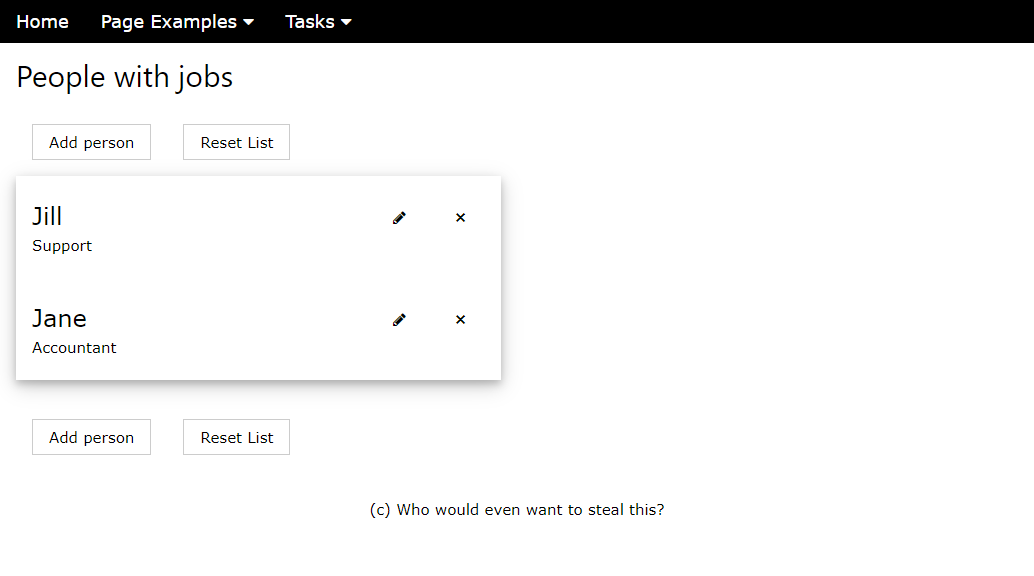 Home Page Examples Tasks
People with jobs
Add person Reset List
Jill
Support
Jane
Accountant
Add person Reset List
(c) Who would even want to steal this?